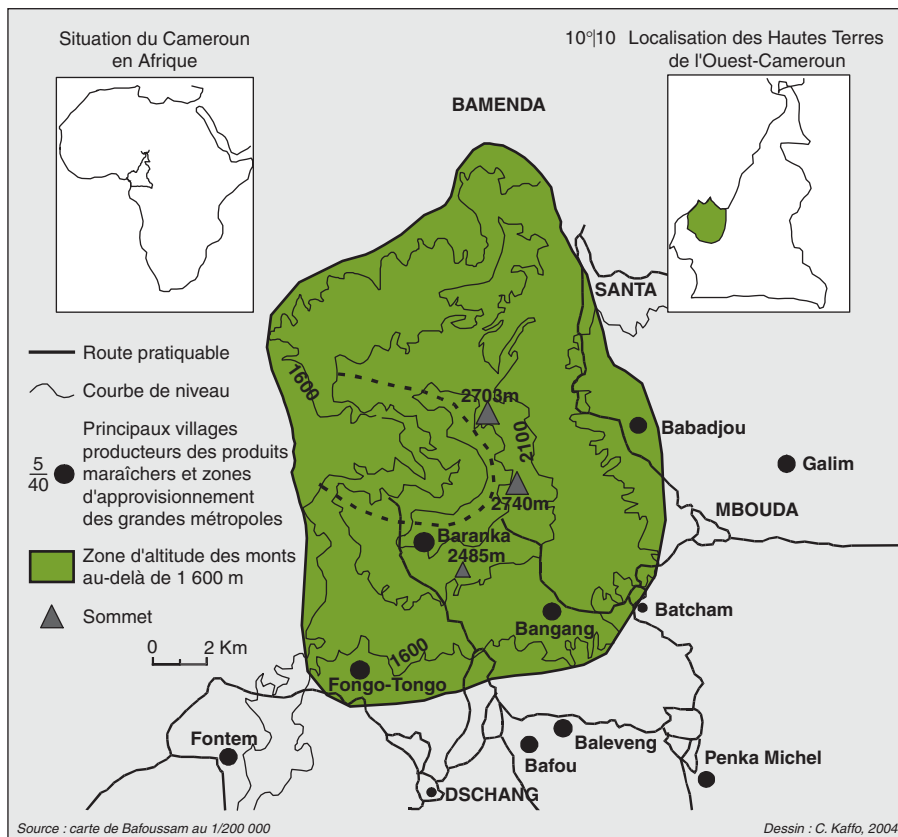 Situation du Cameroun
en Afrique
10°|10 Localisation des Hautes Terres
de l'Ouest-Cameroun
BAMENDA
SANTA
Route pratiquable
Courbe de niveau
Principaux villages
producteurs des produits
maraîchers et zones
d'approvisionnement
des grandes métropoles
5
40
Zone d'altitude des monts
au-delà de 1 600 m
Sommet
0 2 Km
1600
2703m
2100
2740m
Babadjou
Galim
MBOUDA
Baranka
2485m
Batcham
Bangang
1600
Fongo-Tongo
Fontem
Baleveng
Bafou
Penka Michel
DSCHANG
Source : carte de Bafoussam au 1/200 000
Dessin : C. Kaffo, 2004